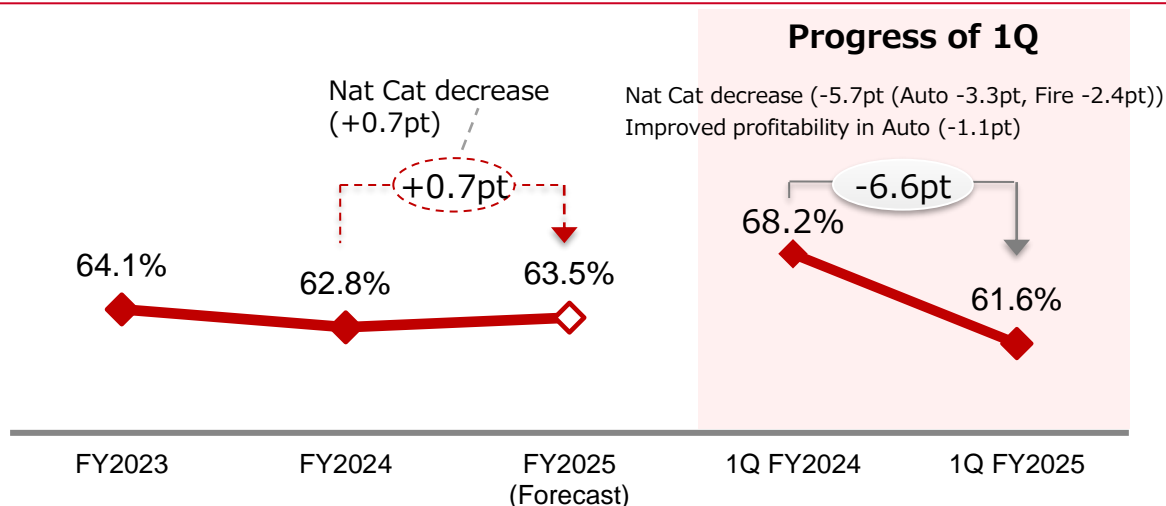 Progress of 1Q
Nat Cat decrease
(+0.7pt)
Nat Cat decrease (-5.7pt (Auto -3.3pt, Fire -2.4pt))
Improved profitability in Auto (-1.1pt)
+0.7pt
-6.6pt
64.1%
62.8%
63.5%
68.2%
61.6%
FY2023
FY2024
FY2025
(Forecast)
1Q FY2024
1Q FY2025